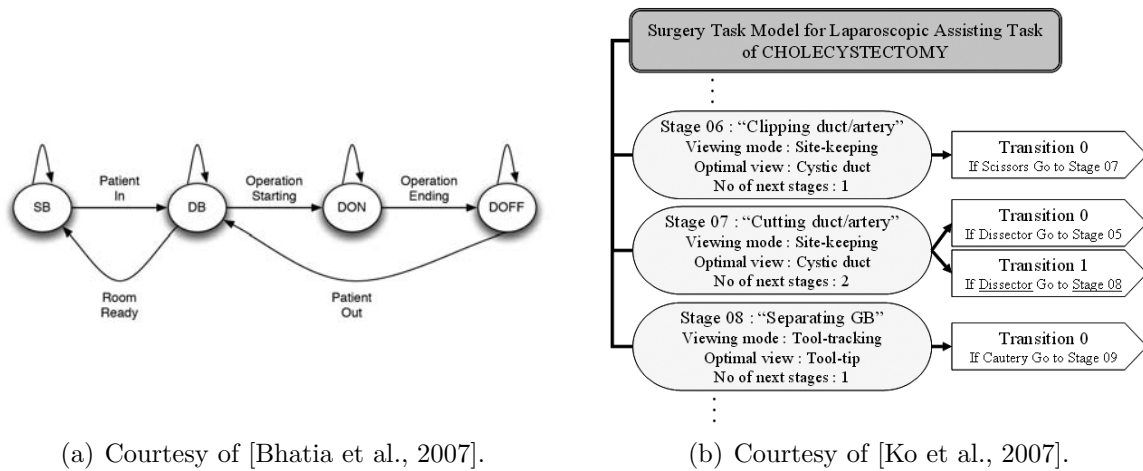 SB
Patient
In
DB
Operation
Starting
DON
Operation
Ending
DOFF
Room
Ready
Patient
Out
(a) Courtesy of [Bhatia et al., 2007].
Surgery Task Model for Laparoscopic Assisting Task
of CHOLECYSTECTOMY
Stage 06 : “Clipping duct/artery”
Viewing mode : Site-keeping
Optimal view : Cystic duct
No of next stages : 1
Transition 0
If Scissors Go to Stage 07
Stage 07 : “Cutting duct/artery”
Viewing mode : Site-keeping
Optimal view : Cystic duct
No of next stages : 2
Transition 0
If Dissector Go to Stage 05
Transition 1
If Dissector Go to Stage 08
Stage 08 : “Separating GB”
Viewing mode : Tool-tracking
Optimal view : Tool-tip
No of next stages : 1
Transition 0
If Cautery Go to Stage 09
(b) Courtesy of [Ko et al., 2007].